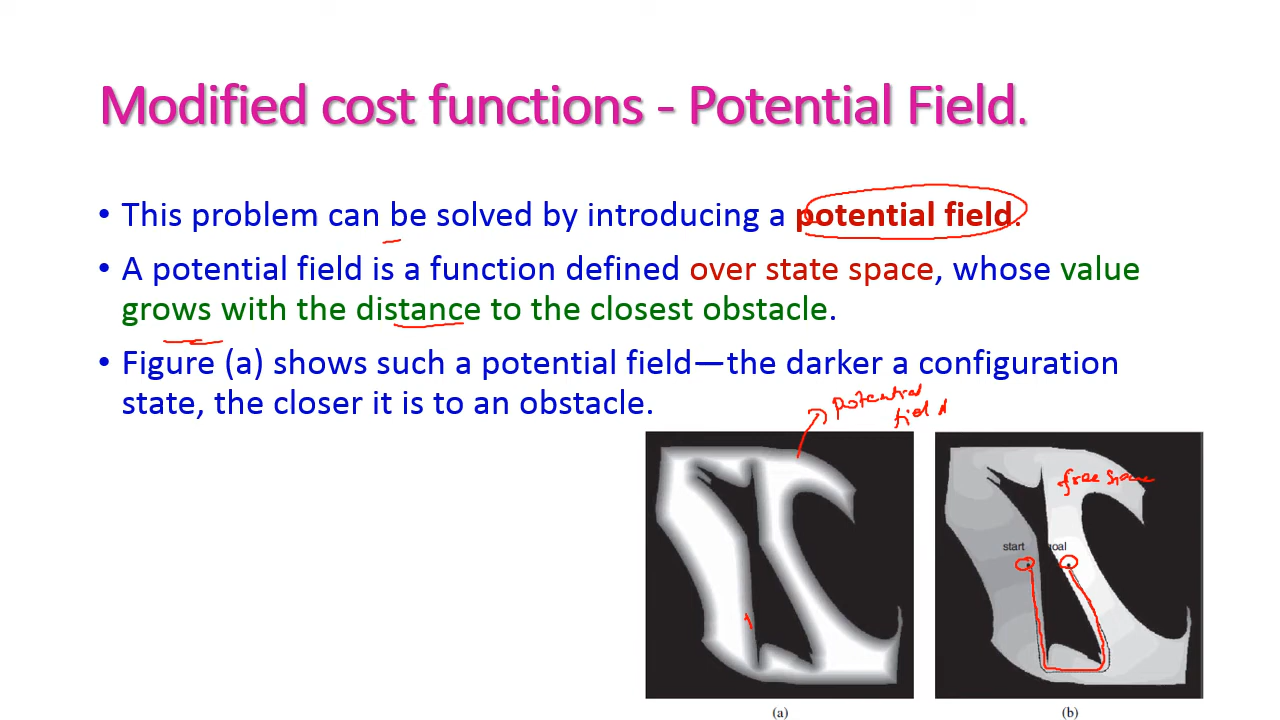 Modified cost functions - Potential Field.
• This problem can be solved by introducing a potential field.
• A potential field is a function defined over state space, whose value
grows with the distance to the closest obstacle.
• Figure (a) shows such a potential field—the darker a configuration
state, the closer it is to an obstacle.
potential
field
free space
start
goal
(a)
(b)